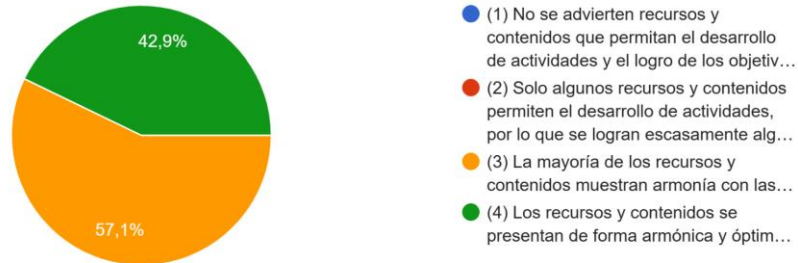 42,9%
57,1%
(1) No se advierten recursos y
contenidos que permitan el desarrollo
de actividades y el logro de los objetiv…
(2) Solo algunos recursos y contenidos
permiten el desarrollo de actividades,
por lo que se logran escasamente alg…
(3) La mayoría de los recursos y
contenidos muestran armonía con las…
(4) Los recursos y contenidos se
presentan de forma armónica y óptim…